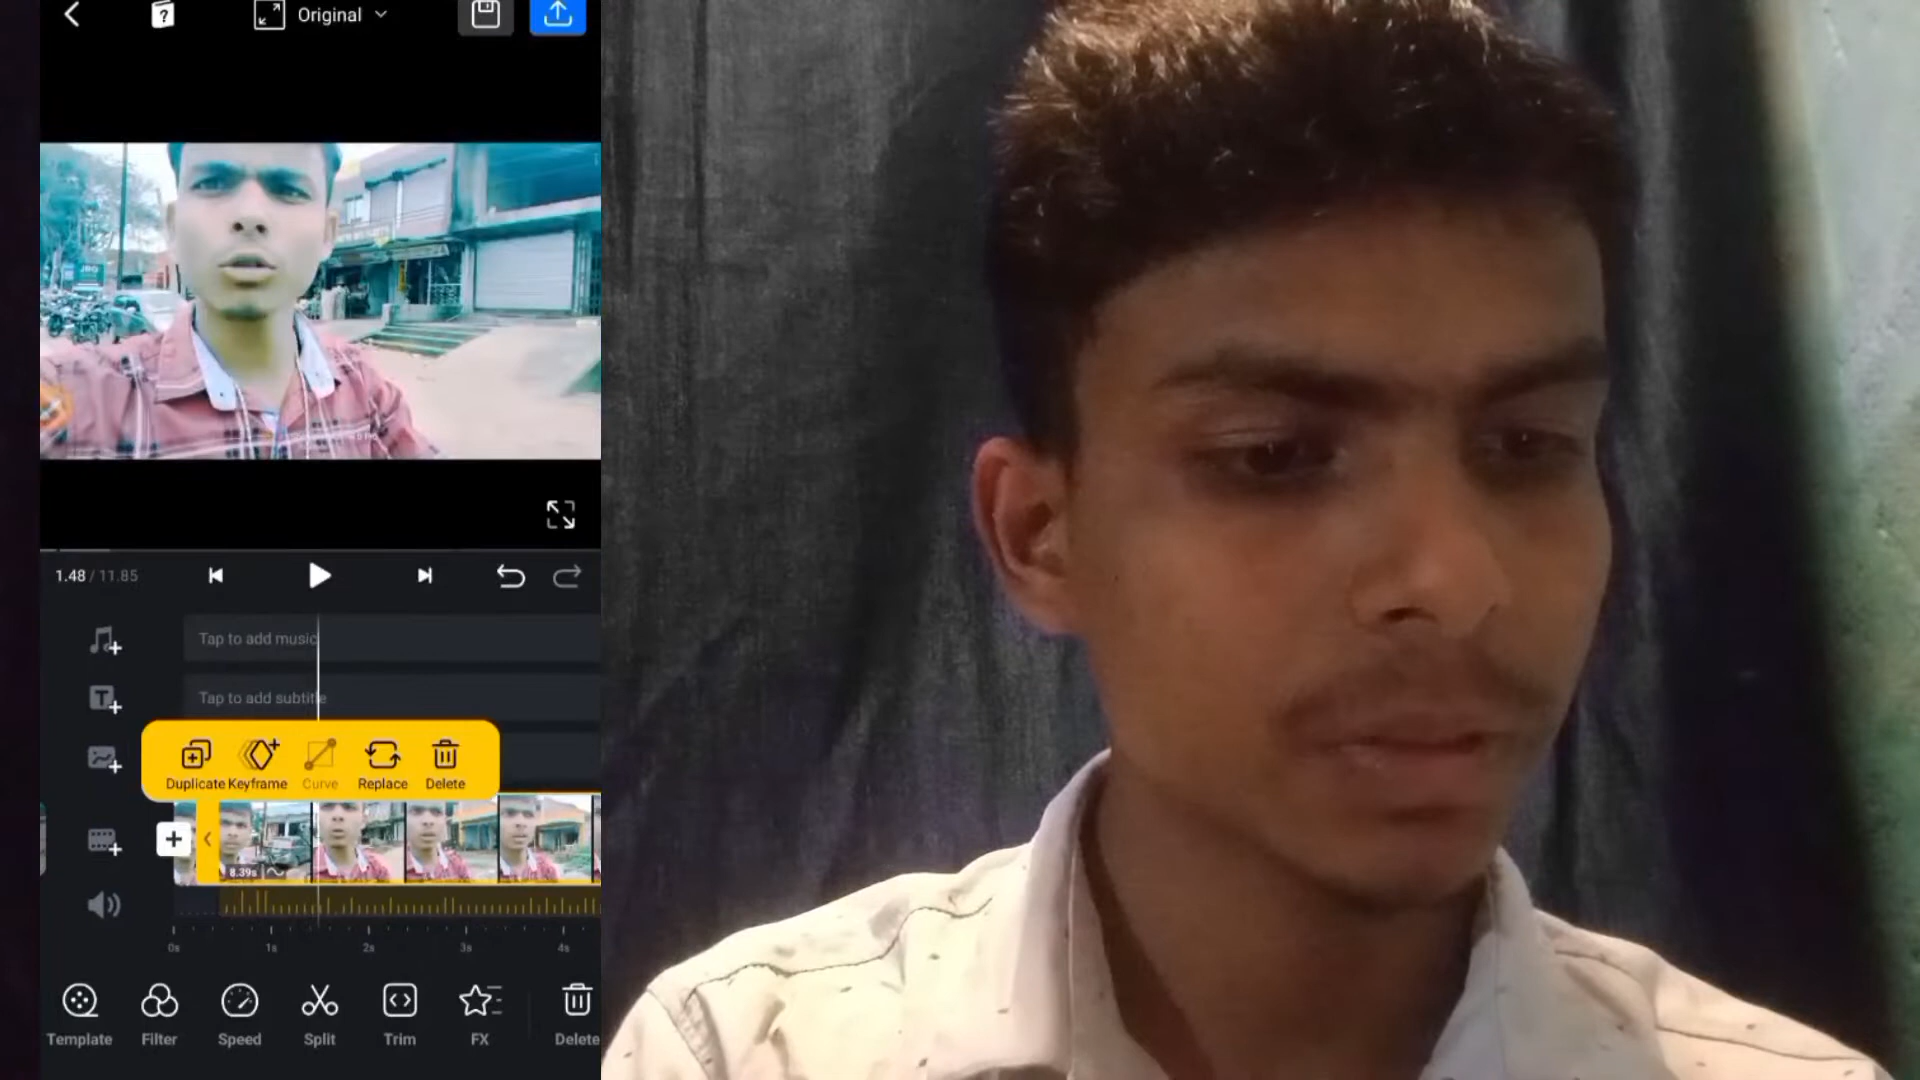 Original
JBQ
1.48 / 11.85
Tap to add music
Tap to add subtitle
Duplicate Keyframe Curve Replace Delete
8.39s
0s 1s 2s 3s 4s
Template Filter Speed Split Trim FX Delete